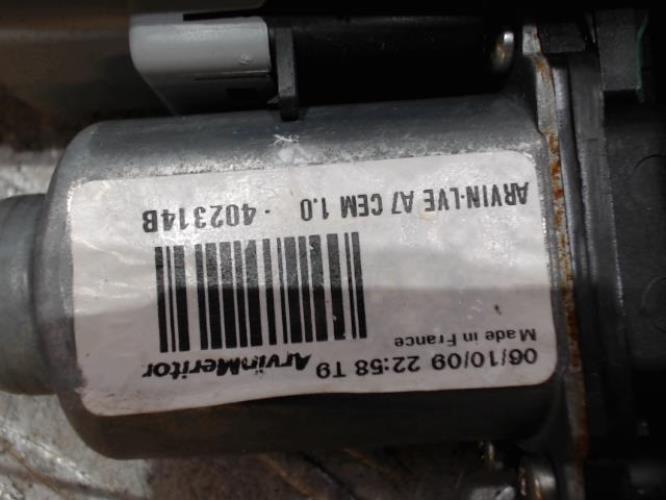 06/10/09 22:58 T9 ArvinMeritor
Made in France
ARVIN-LVE A7 CEM 1.0 - 402314B